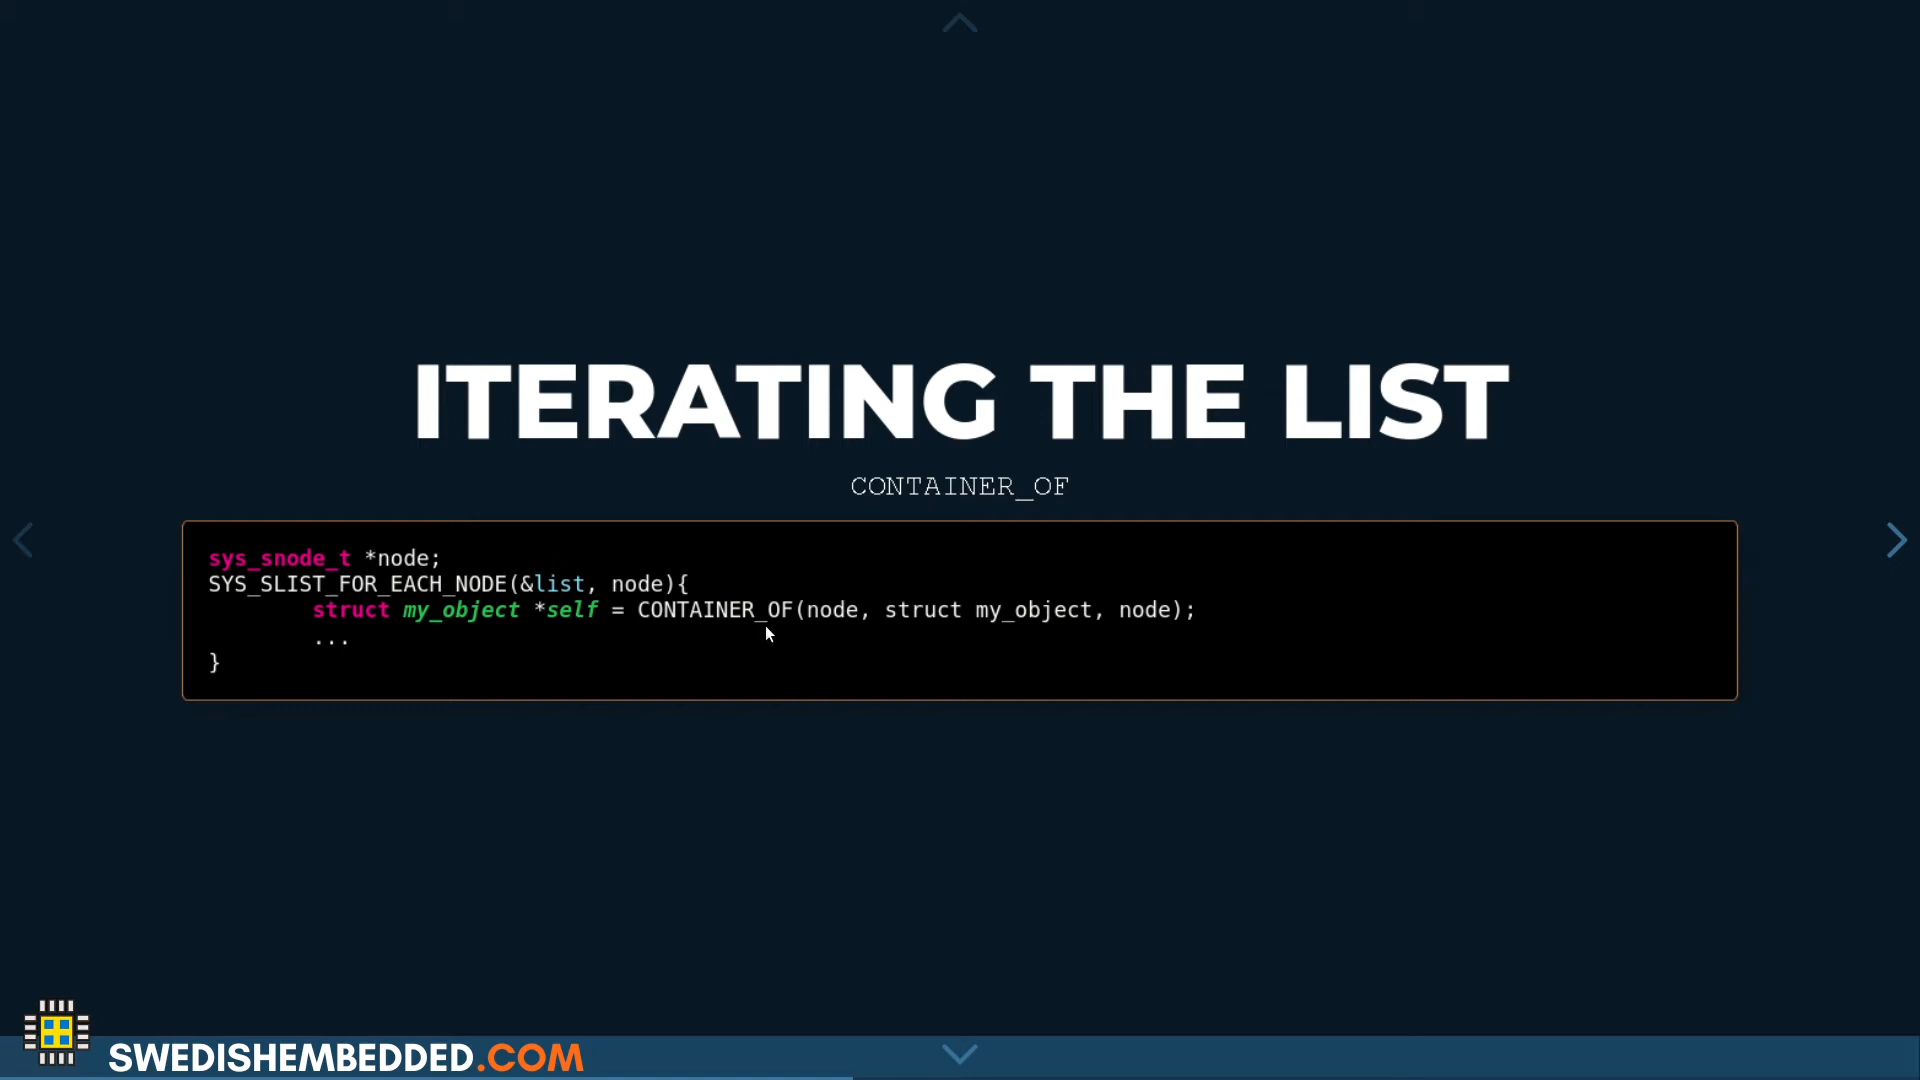 ITERATING THE LIST
CONTAINER_OF
sys_snode_t *node;
SYS_SLIST_FOR_EACH_NODE(&list, node){
        struct my_object *self = CONTAINER_OF(node, struct my_object, node);
        ...
}
SWEDISHEMBEDDED.COM